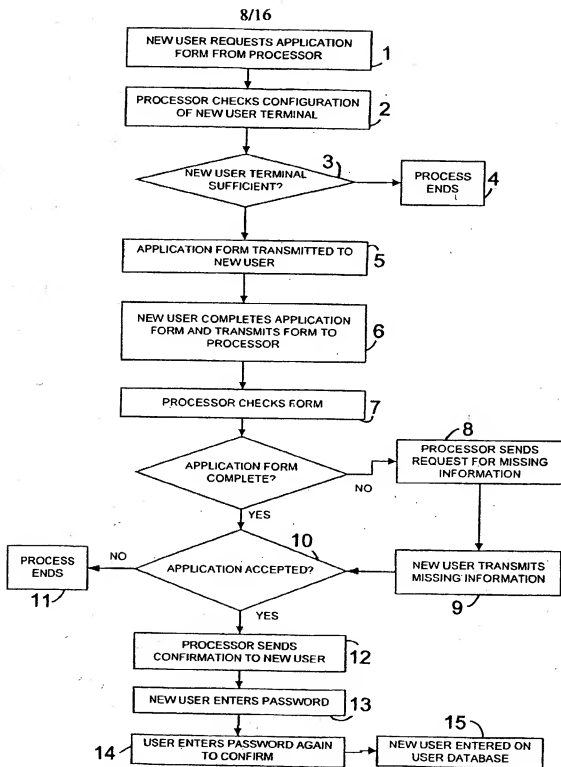 8/16
NEW USER REQUESTS APPLICATION
FORM FROM PROCESSOR
1
PROCESSOR CHECKS CONFIGURATION
OF NEW USER TERMINAL
2
NEW USER TERMINAL
SUFFICIENT?
3
PROCESS
ENDS
4
APPLICATION FORM TRANSMITTED TO
NEW USER
5
NEW USER COMPLETES APPLICATION
FORM AND TRANSMITS FORM TO
PROCESSOR
6
PROCESSOR CHECKS FORM
7
APPLICATION FORM
COMPLETE?
NO
8
PROCESSOR SENDS
REQUEST FOR MISSING
INFORMATION
YES
NEW USER TRANSMITS
MISSING INFORMATION
9
10
APPLICATION ACCEPTED?
NO
PROCESS
ENDS
11
YES
PROCESSOR SENDS
CONFIRMATION TO NEW USER
12
NEW USER ENTERS PASSWORD
13
14
USER ENTERS PASSWORD AGAIN
TO CONFIRM
15
NEW USER ENTERED ON
USER DATABASE